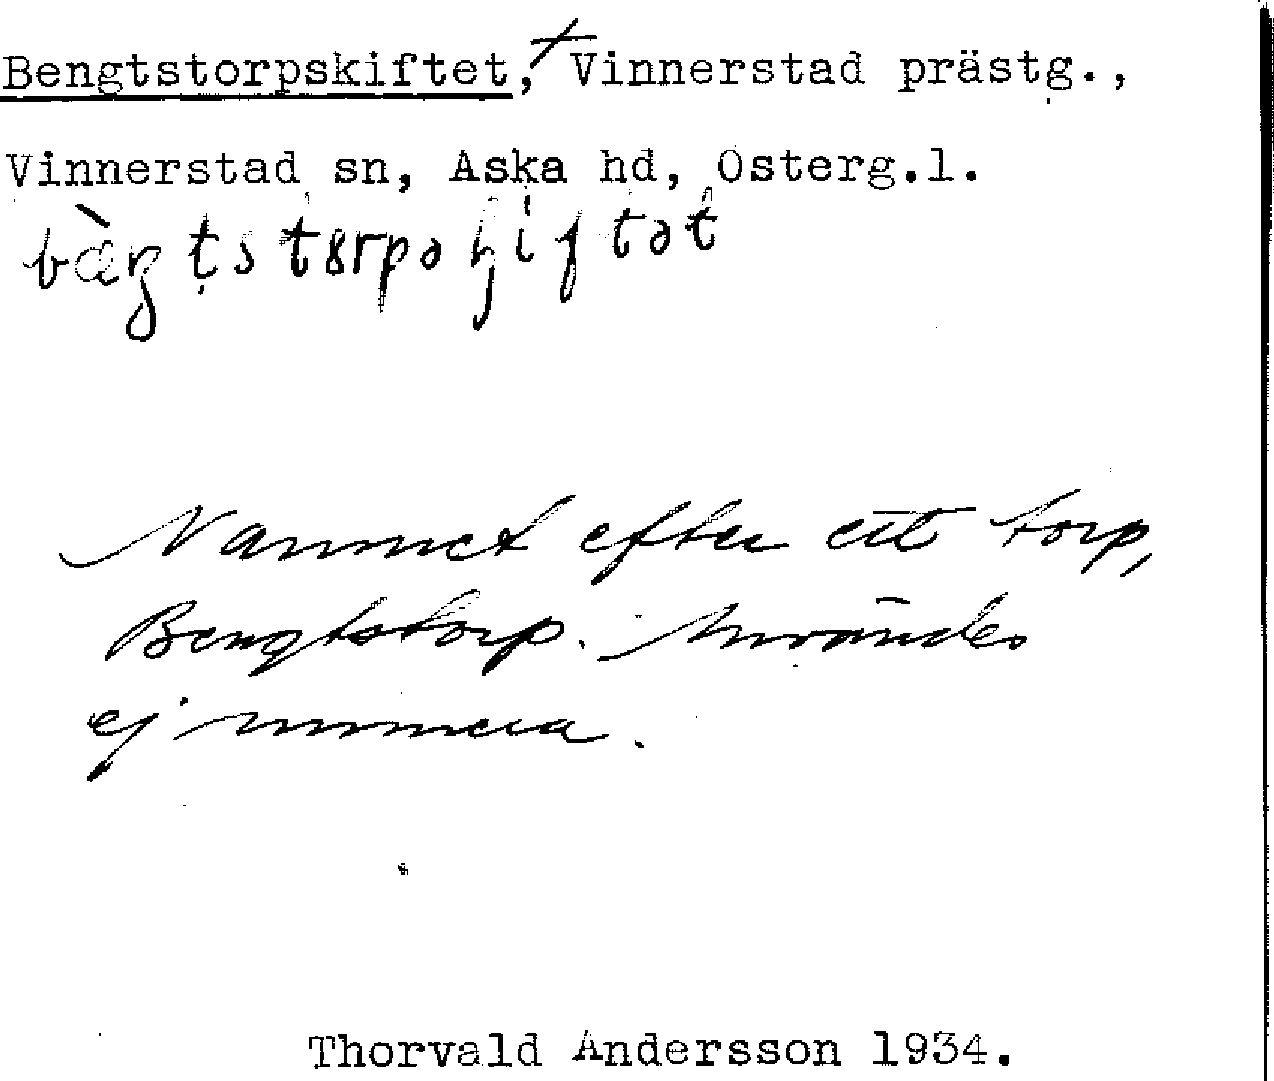 Bengtstorpskiftet,+ Vinnerstad prästg.,
Vinnerstad sn, Aska hd, Österg.l.
Namnet efter ett torp,
Bengtstorp. Användes
ej numera.
Thorvald Andersson 1934.